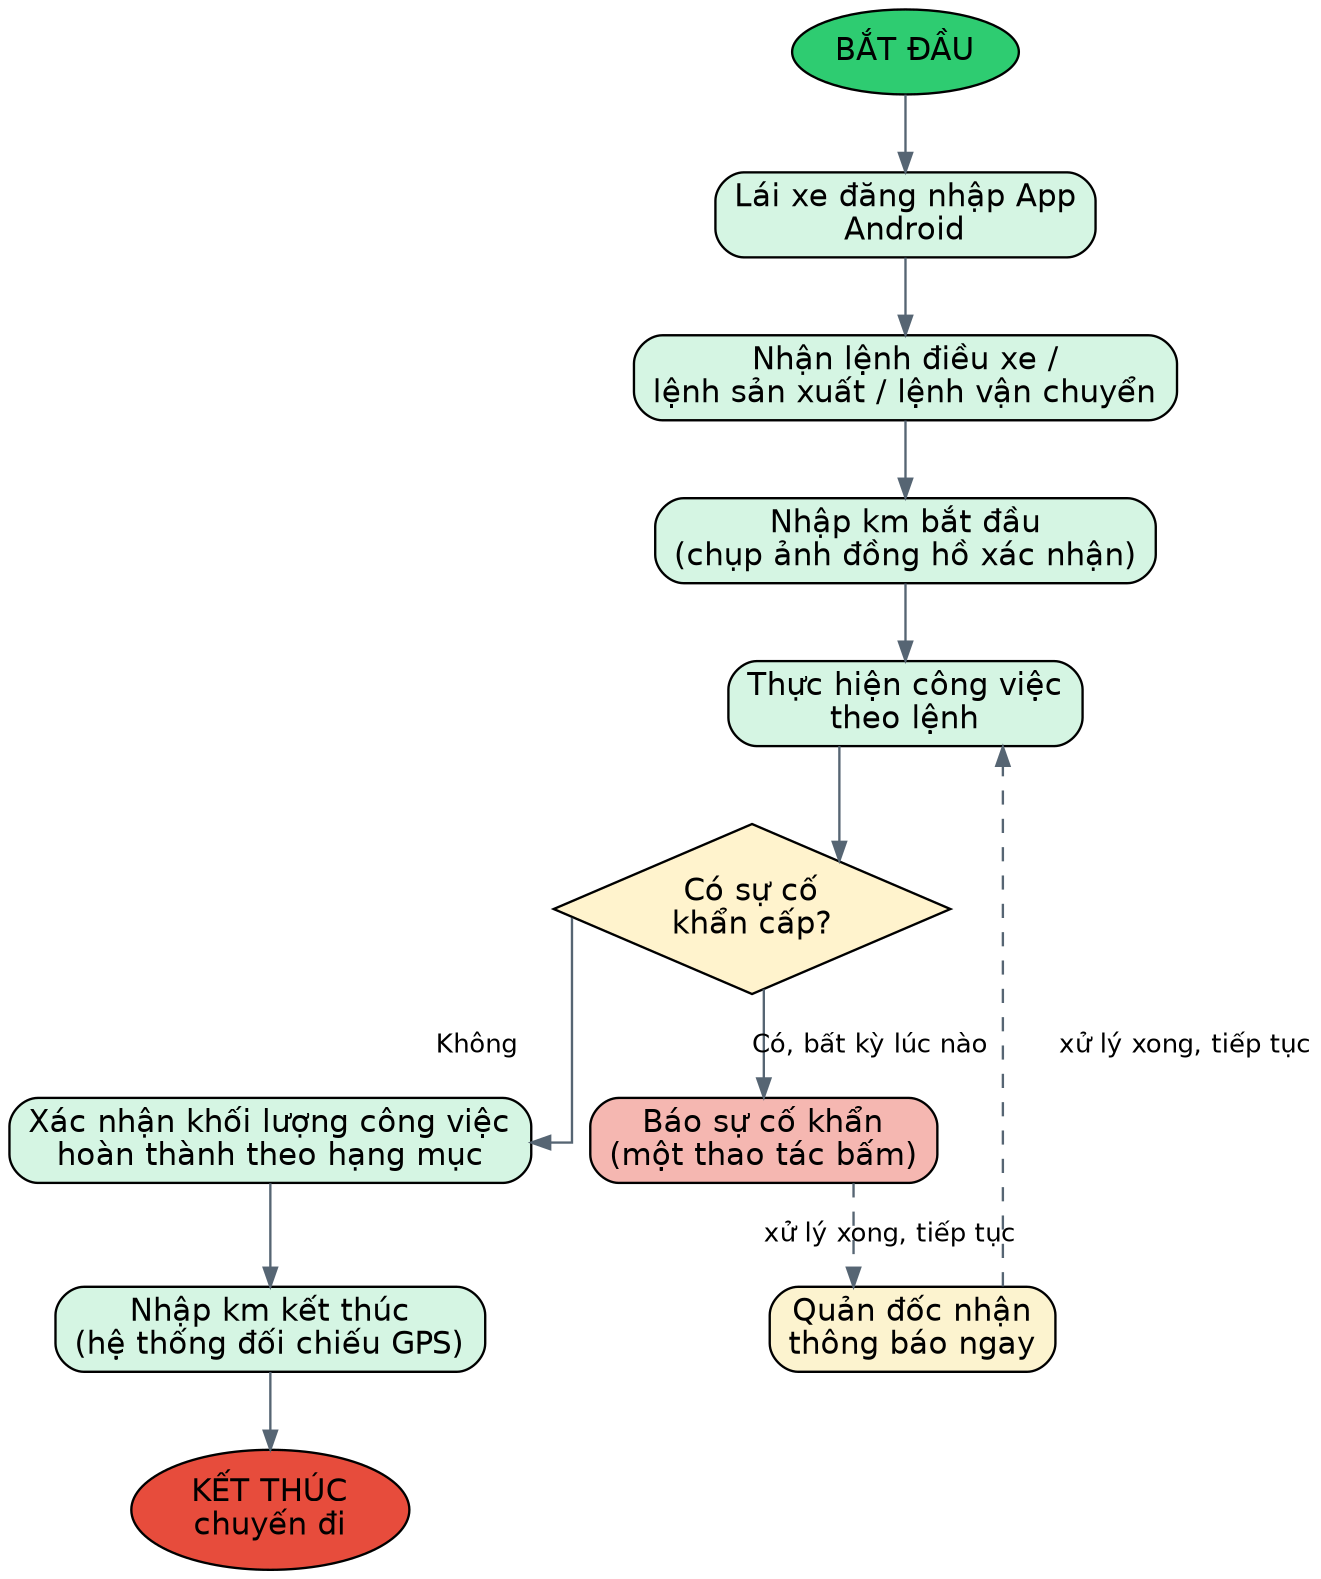 BẮT ĐẦU
Lái xe đăng nhập App
Android
Nhận lệnh điều xe /
lệnh sản xuất / lệnh vận chuyển
Nhập km bắt đầu
(chụp ảnh đồng hồ xác nhận)
Thực hiện công việc
theo lệnh
Có sự cố
khẩn cấp?
Không
Có, bất kỳ lúc nào
xử lý xong, tiếp tục
Xác nhận khối lượng công việc
hoàn thành theo hạng mục
Báo sự cố khẩn
(một thao tác bấm)
xử lý xong, tiếp tục
Nhập km kết thúc
(hệ thống đối chiếu GPS)
Quản đốc nhận
thông báo ngay
KẾT THÚC
chuyến đi